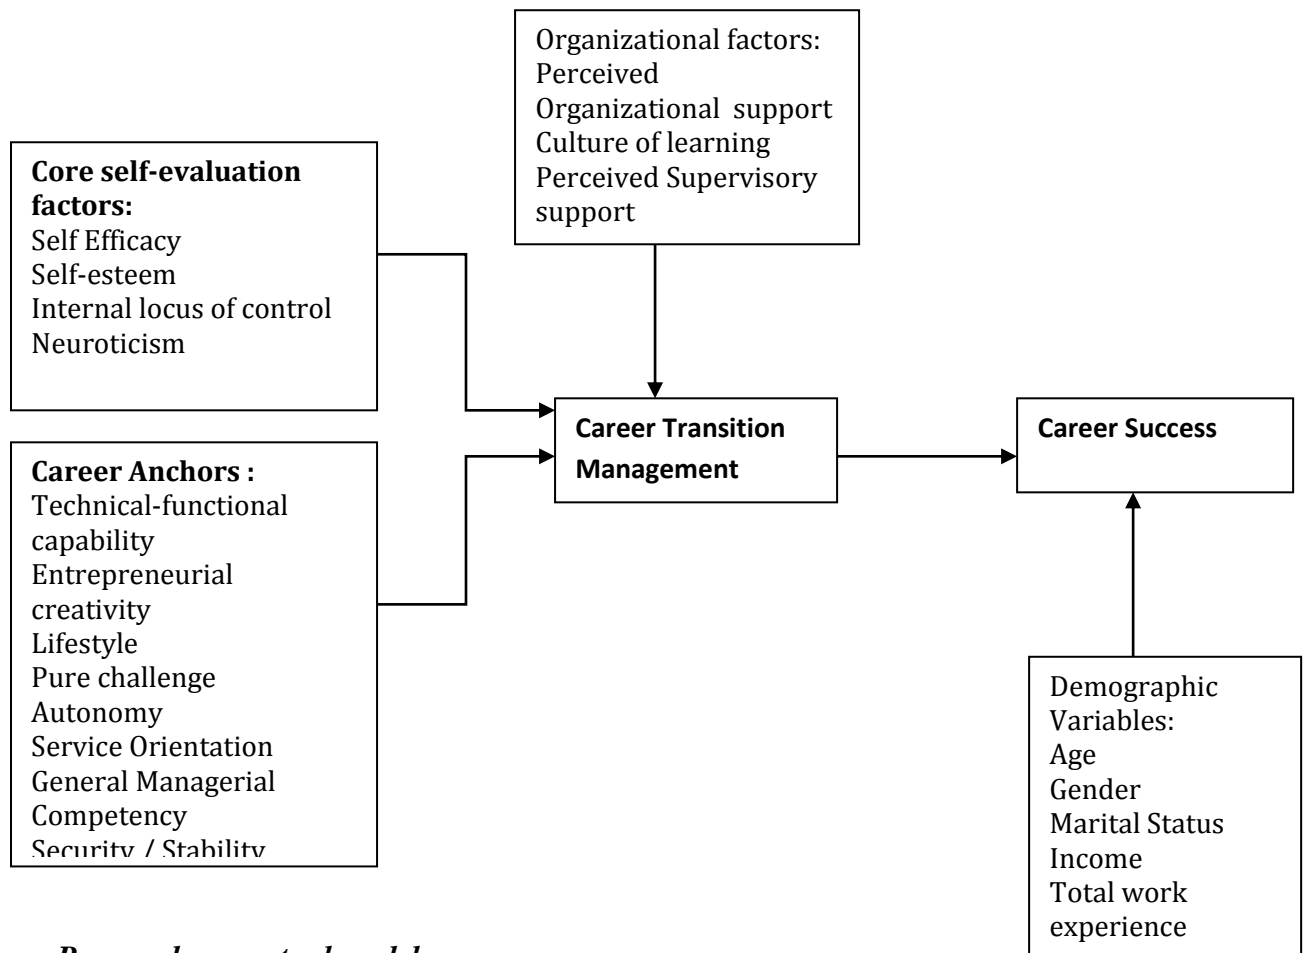 Organizational factors:
Perceived
Organizational support
Culture of learning
Perceived Supervisory
support
Core self-evaluation
factors:
Self Efficacy
Self-esteem
Internal locus of control
Neuroticism
Career Transition
Management
Career Success
Career Anchors :
Technical-functional
capability
Entrepreneurial
creativity
Lifestyle
Pure challenge
Autonomy
Service Orientation
General Managerial
Competency
Security / Stability
Demographic
Variables:
Age
Gender
Marital Status
Income
Total work
experience